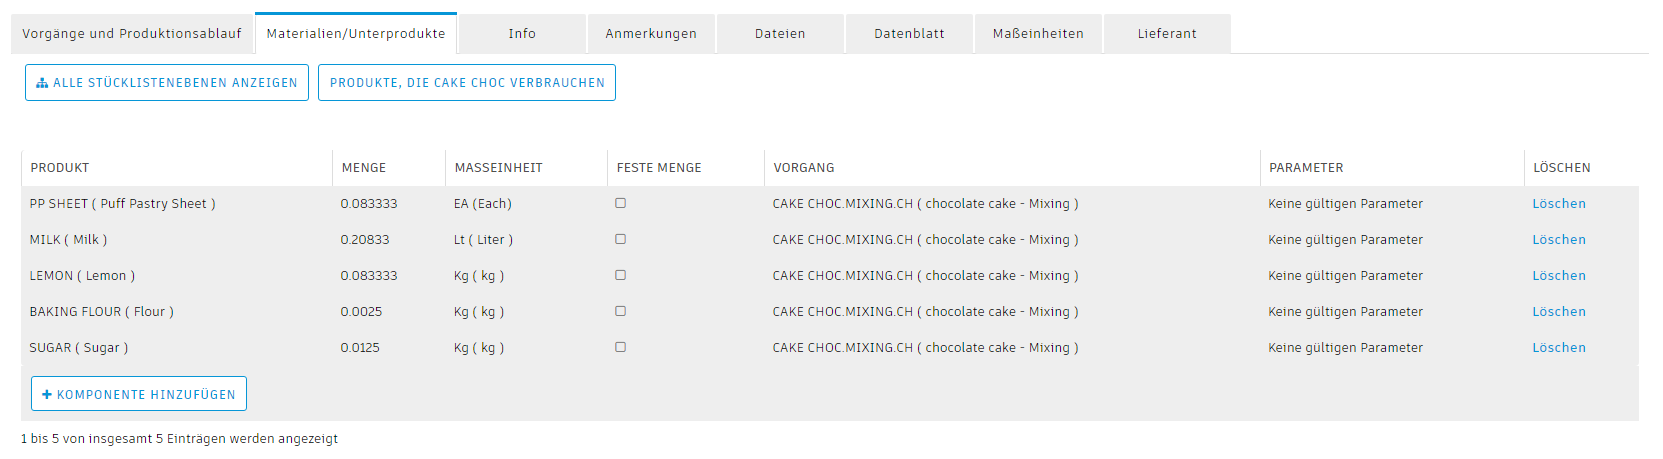 Vorgänge und Produktionsablauf Materialien/Unterprodukte Info Anmerkungen Dateien Datenblatt Maßeinheiten Lieferant
ALLE STÜCKLISTENEBENEN ANZEIGEN PRODUKTE, DIE CAKE CHOC VERBRAUCHEN
PRODUKT MENGE MASSEINHEIT FESTE MENGE VORGANG PARAMETER LÖSCHEN
PP SHEET ( Puff Pastry Sheet ) 0.083333 EA (Each) CAKE CHOC.MIXING.CH ( chocolate cake - Mixing ) Keine gültigen Parameter Löschen
MILK ( Milk ) 0.20833 Lt ( Liter ) CAKE CHOC.MIXING.CH ( chocolate cake - Mixing ) Keine gültigen Parameter Löschen
LEMON ( Lemon ) 0.083333 Kg ( kg ) CAKE CHOC.MIXING.CH ( chocolate cake - Mixing ) Keine gültigen Parameter Löschen
BAKING FLOUR ( Flour ) 0.0025 Kg ( kg ) CAKE CHOC.MIXING.CH ( chocolate cake - Mixing ) Keine gültigen Parameter Löschen
SUGAR ( Sugar ) 0.0125 Kg ( kg ) CAKE CHOC.MIXING.CH ( chocolate cake - Mixing ) Keine gültigen Parameter Löschen
+ KOMPONENTE HINZUFÜGEN
1 bis 5 von insgesamt 5 Einträgen werden angezeigt